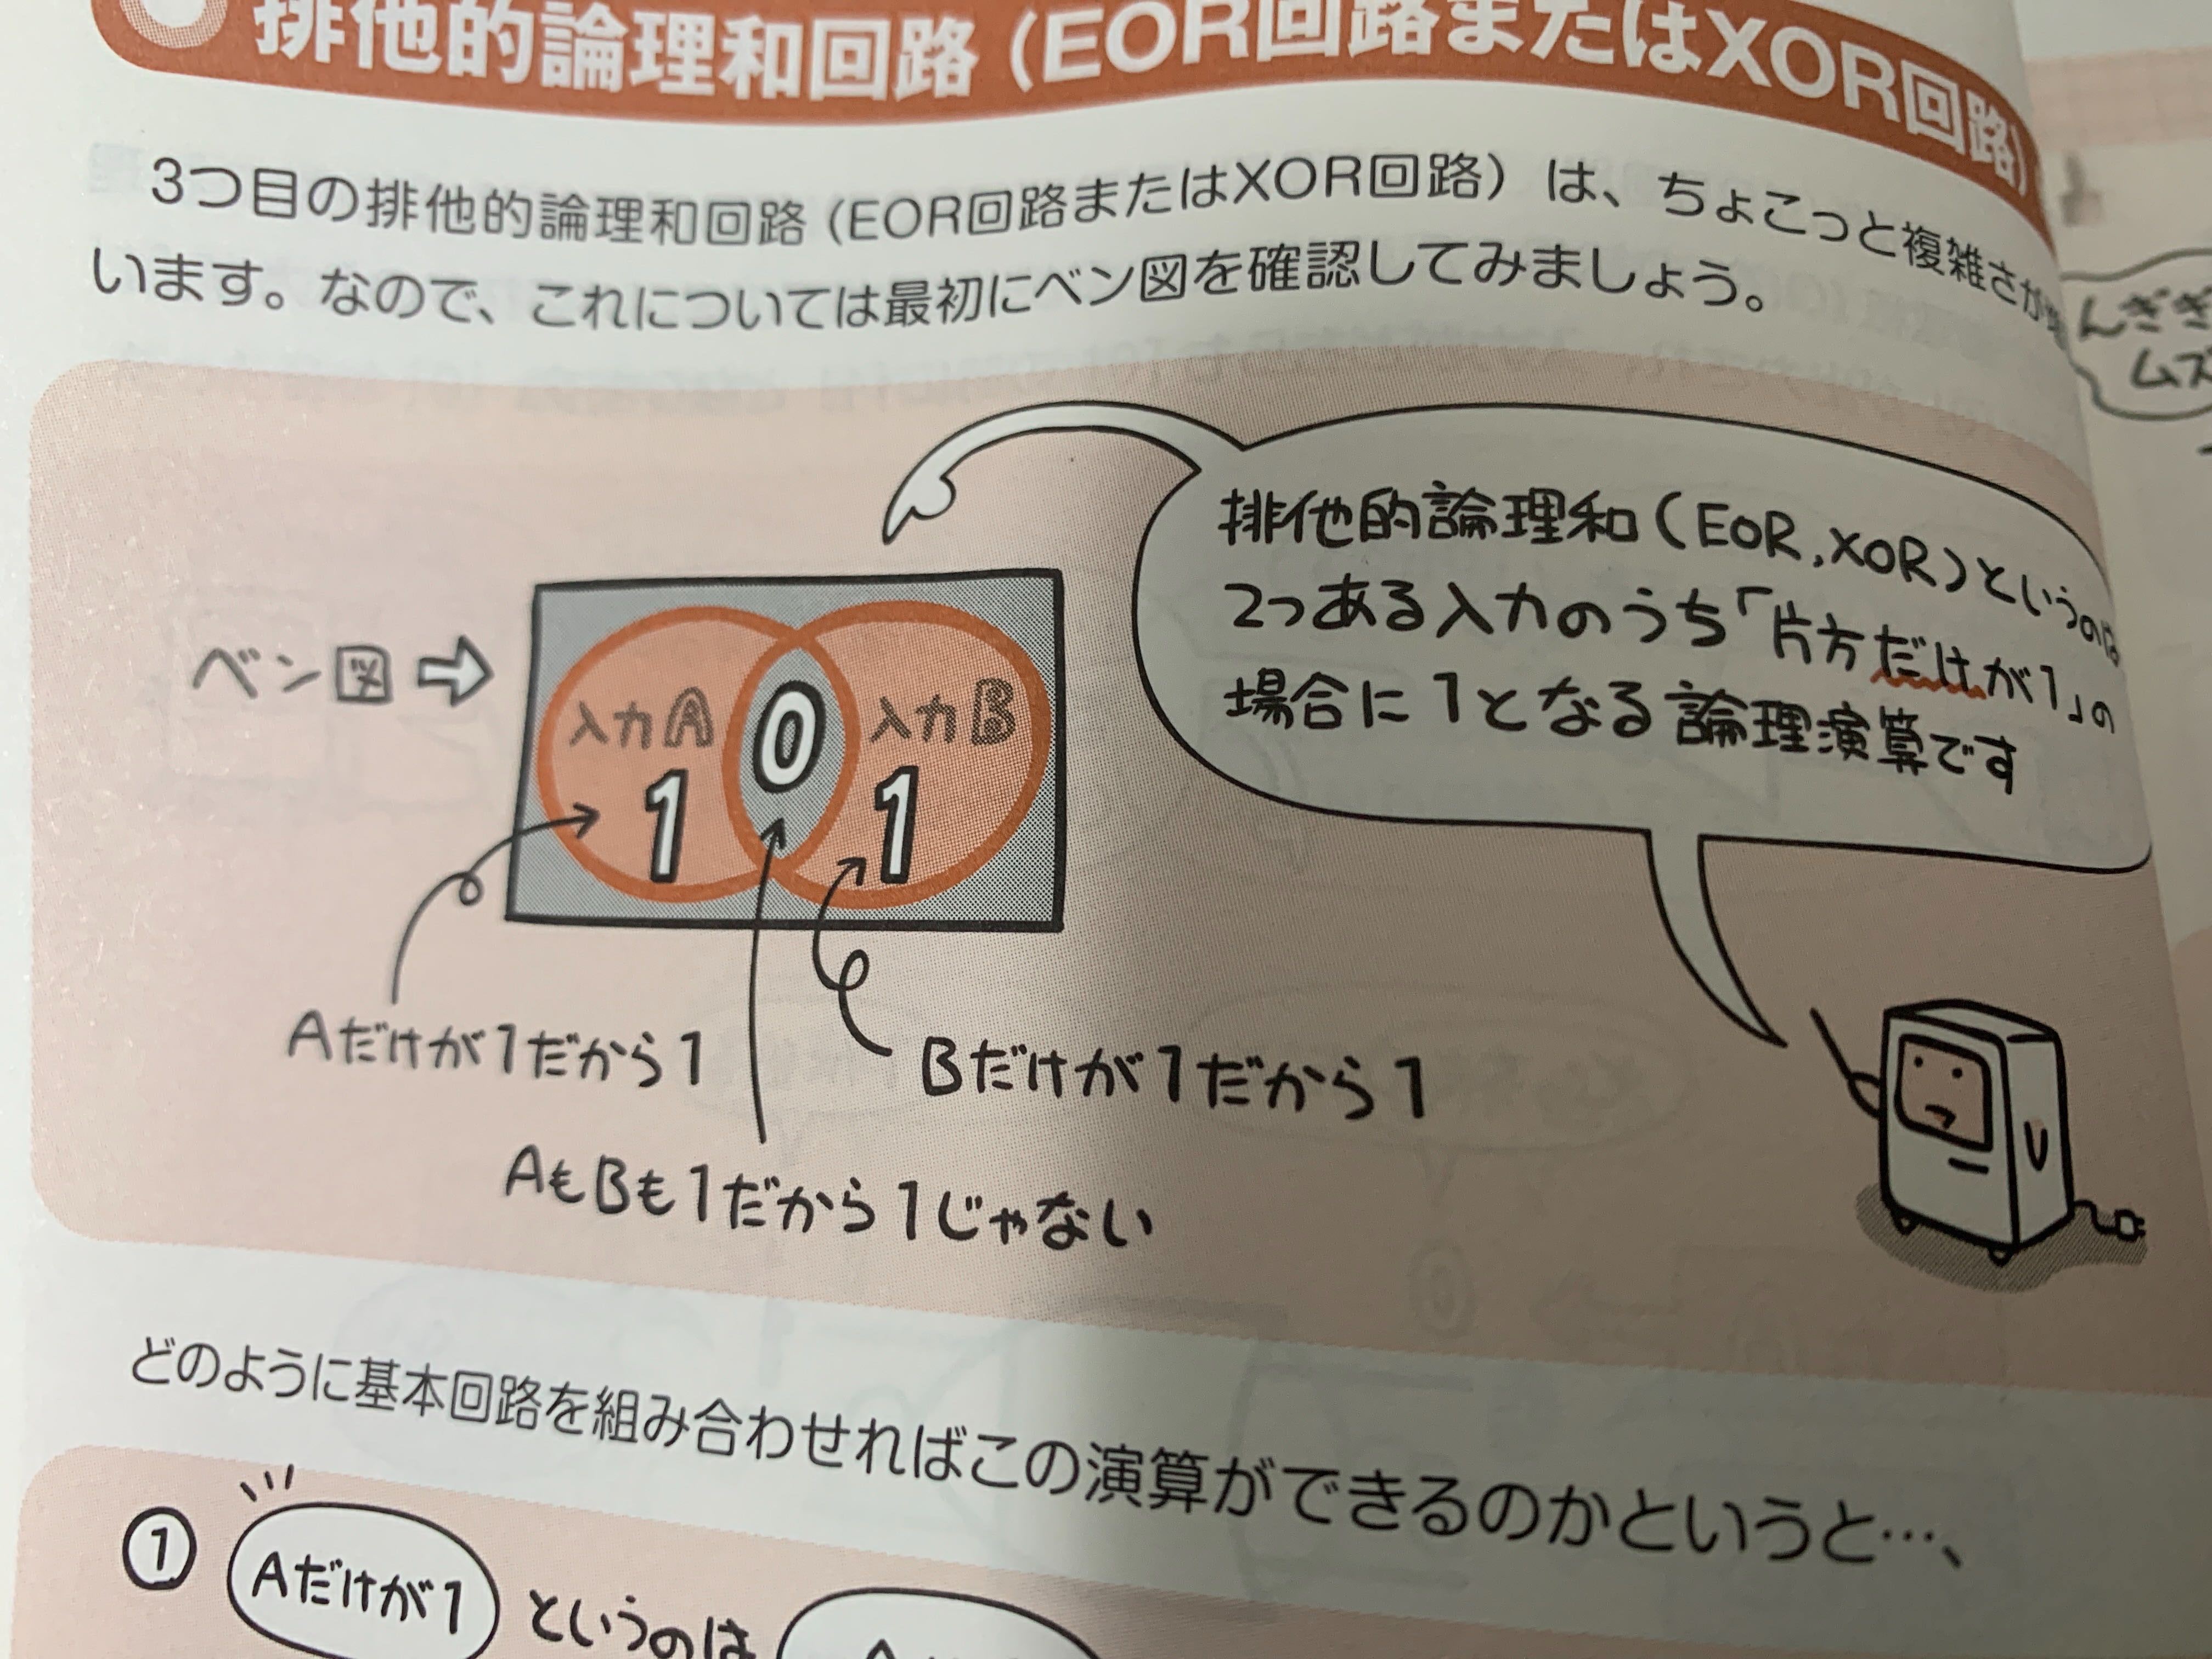 排他的論理和回路(EOR回路またはXOR回路)
3つ目の排他的論理和回路(EOR回路またはXOR回路)は、ちょこっと複雑さが
います。なので、これについては最初にベン図を確認してみましょう。
んぎぎ
ムズ
排他的論理和(EOR,XOR)というのは
2つある入力のうち「片方だけが1」の
場合に1となる論理演算です
ベン図
入力A
0
入力B
1
1
Aだけが1だから1
Bだけが1だから1
AもBも1だから1じゃない
どのように基本回路を組み合わせればこの演算ができるのかというと…、
① Aだけが1 というのは